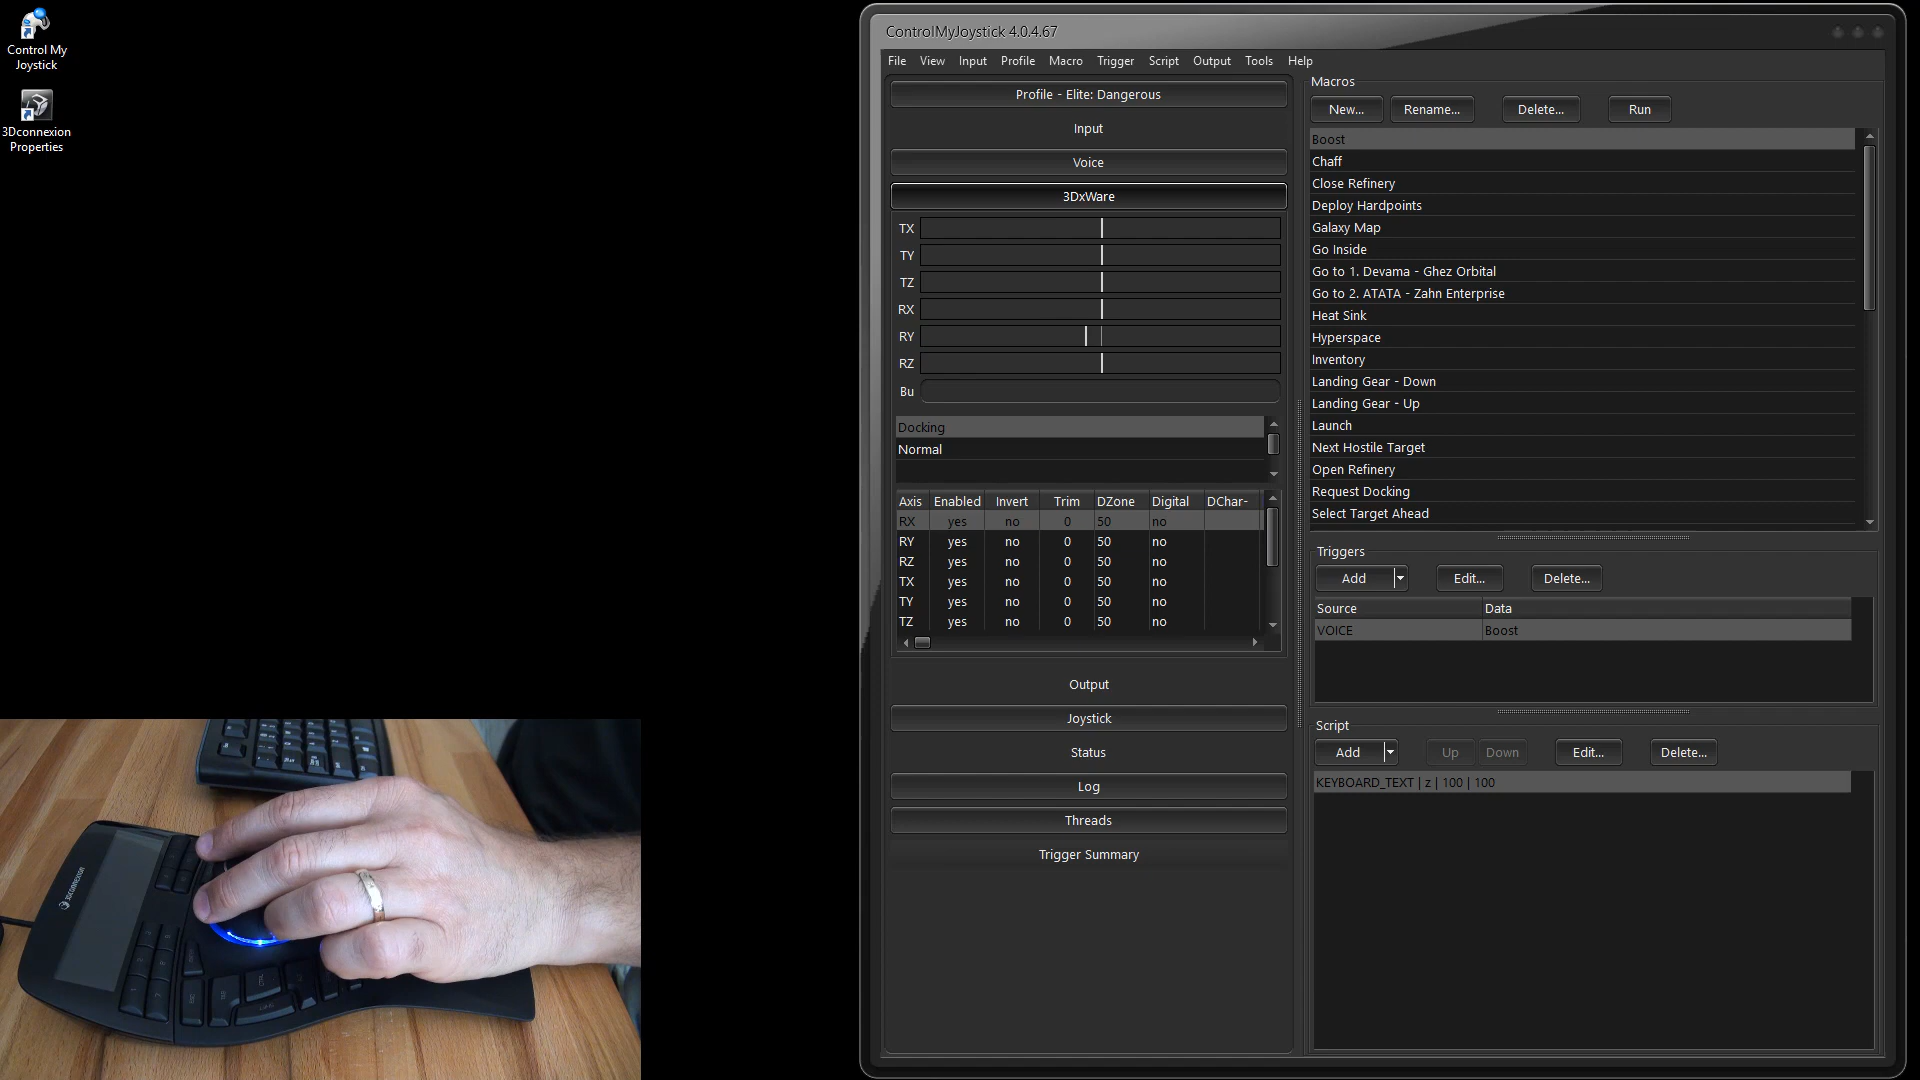 Control My
Joystick
3Dconnexion
Properties
ControlMyJoystick 4.0.4.67
File View Input Profile Macro Trigger Script Output Tools Help
Profile - Elite: Dangerous
Input
Voice
3DxWare
TX
TY
TZ
RX
RY
RZ
Bu
Docking
Normal
Axis Enabled Invert Trim DZone Digital DChar-
RX yes no 0 50 no
RY yes no 0 50 no
RZ yes no 0 50 no
TX yes no 0 50 no
TY yes no 0 50 no
TZ yes no 0 50 no
Output
Joystick
Status
Log
Threads
Trigger Summary
Macros
New... Rename... Delete... Run
Boost
Chaff
Close Refinery
Deploy Hardpoints
Galaxy Map
Go Inside
Go to 1. Devama - Ghez Orbital
Go to 2. ATATA - Zahn Enterprise
Heat Sink
Hyperspace
Inventory
Landing Gear - Down
Landing Gear - Up
Launch
Next Hostile Target
Open Refinery
Request Docking
Select Target Ahead
Triggers
Add Edit... Delete...
Source Data
VOICE Boost
Script
Add Up Down Edit... Delete...
KEYBOARD_TEXT | z | 100 | 100
3DCONNEXION